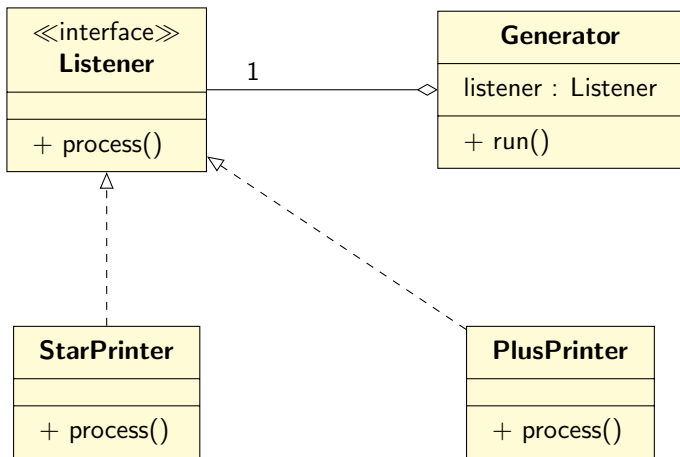 ≪interface≫
Listener
+ process()
1
Generator
listener : Listener
+ run()
StarPrinter
+ process()
PlusPrinter
+ process()